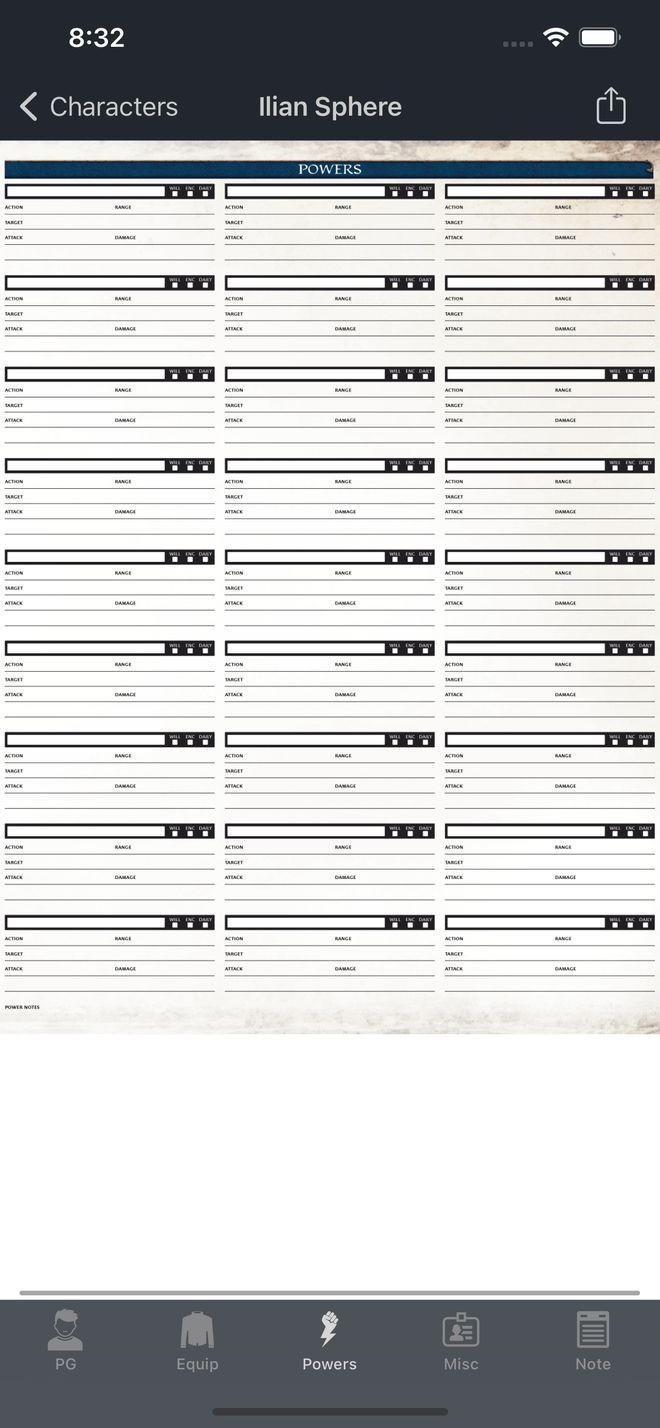 8:32
Characters Ilian Sphere
POWERS
WILL ENC DAILY WILL ENC DAILY WILL ENC DAILY
ACTION RANGE ACTION RANGE ACTION RANGE
TARGET TARGET TARGET
ATTACK DAMAGE ATTACK DAMAGE ATTACK DAMAGE
WILL ENC DAILY WILL ENC DAILY WILL ENC DAILY
ACTION RANGE ACTION RANGE ACTION RANGE
TARGET TARGET TARGET
ATTACK DAMAGE ATTACK DAMAGE ATTACK DAMAGE
WILL ENC DAILY WILL ENC DAILY WILL ENC DAILY
ACTION RANGE ACTION RANGE ACTION RANGE
TARGET TARGET TARGET
ATTACK DAMAGE ATTACK DAMAGE ATTACK DAMAGE
WILL ENC DAILY WILL ENC DAILY WILL ENC DAILY
ACTION RANGE ACTION RANGE ACTION RANGE
TARGET TARGET TARGET
ATTACK DAMAGE ATTACK DAMAGE ATTACK DAMAGE
WILL ENC DAILY WILL ENC DAILY WILL ENC DAILY
ACTION RANGE ACTION RANGE ACTION RANGE
TARGET TARGET TARGET
ATTACK DAMAGE ATTACK DAMAGE ATTACK DAMAGE
WILL ENC DAILY WILL ENC DAILY WILL ENC DAILY
ACTION RANGE ACTION RANGE ACTION RANGE
TARGET TARGET TARGET
ATTACK DAMAGE ATTACK DAMAGE ATTACK DAMAGE
WILL ENC DAILY WILL ENC DAILY WILL ENC DAILY
ACTION RANGE ACTION RANGE ACTION RANGE
TARGET TARGET TARGET
ATTACK DAMAGE ATTACK DAMAGE ATTACK DAMAGE
WILL ENC DAILY WILL ENC DAILY WILL ENC DAILY
ACTION RANGE ACTION RANGE ACTION RANGE
TARGET TARGET TARGET
ATTACK DAMAGE ATTACK DAMAGE ATTACK DAMAGE
WILL ENC DAILY WILL ENC DAILY WILL ENC DAILY
ACTION RANGE ACTION RANGE ACTION RANGE
TARGET TARGET TARGET
ATTACK DAMAGE ATTACK DAMAGE ATTACK DAMAGE
POWER NOTES
PG Equip Powers Misc Note